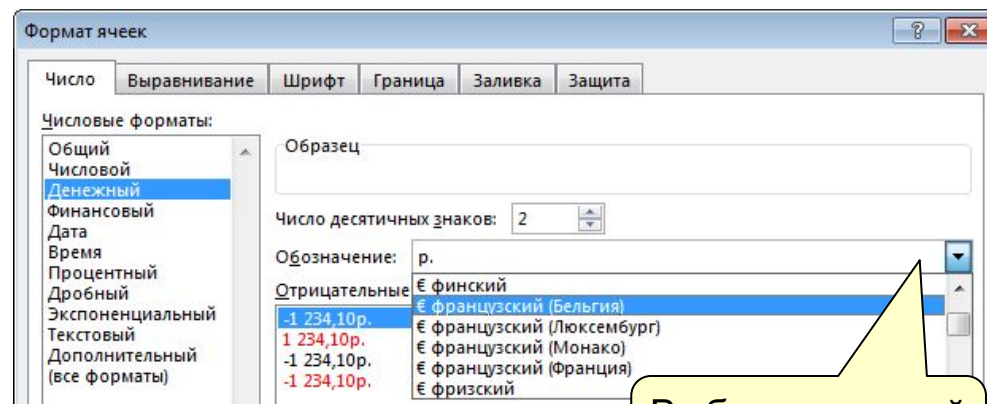 Формат ячеек
Число Выравнивание Шрифт Граница Заливка Защита
Числовые форматы:
Общий
Числовой
Денежный
Финансовый
Дата
Время
Процентный
Дробный
Экспоненциальный
Текстовый
Дополнительный
(все форматы)
Образец
Число десятичных знаков: 2
Обозначение: р.
Отрицательные
-1 234,10р.
1 234,10р.
-1 234,10р.
-1 234,10р.
€ финский
€ французский (Бельгия)
€ французский (Люксембург)
€ французский (Монако)
€ французский (Франция)
€ фризский